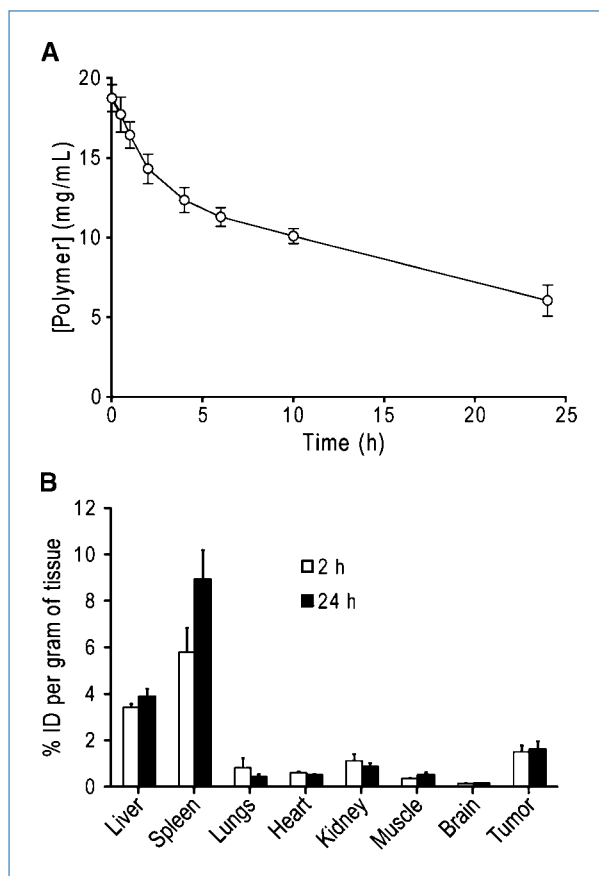 A
[Polymer] (mg/mL)
20
15
10
5
0
0 5 10 15 20 25
Time (h)
B
% ID per gram of tissue
12
10
8
6
4
2
0
2 h
24 h
Liver Spleen Lungs Heart Kidney Muscle Brain Tumor